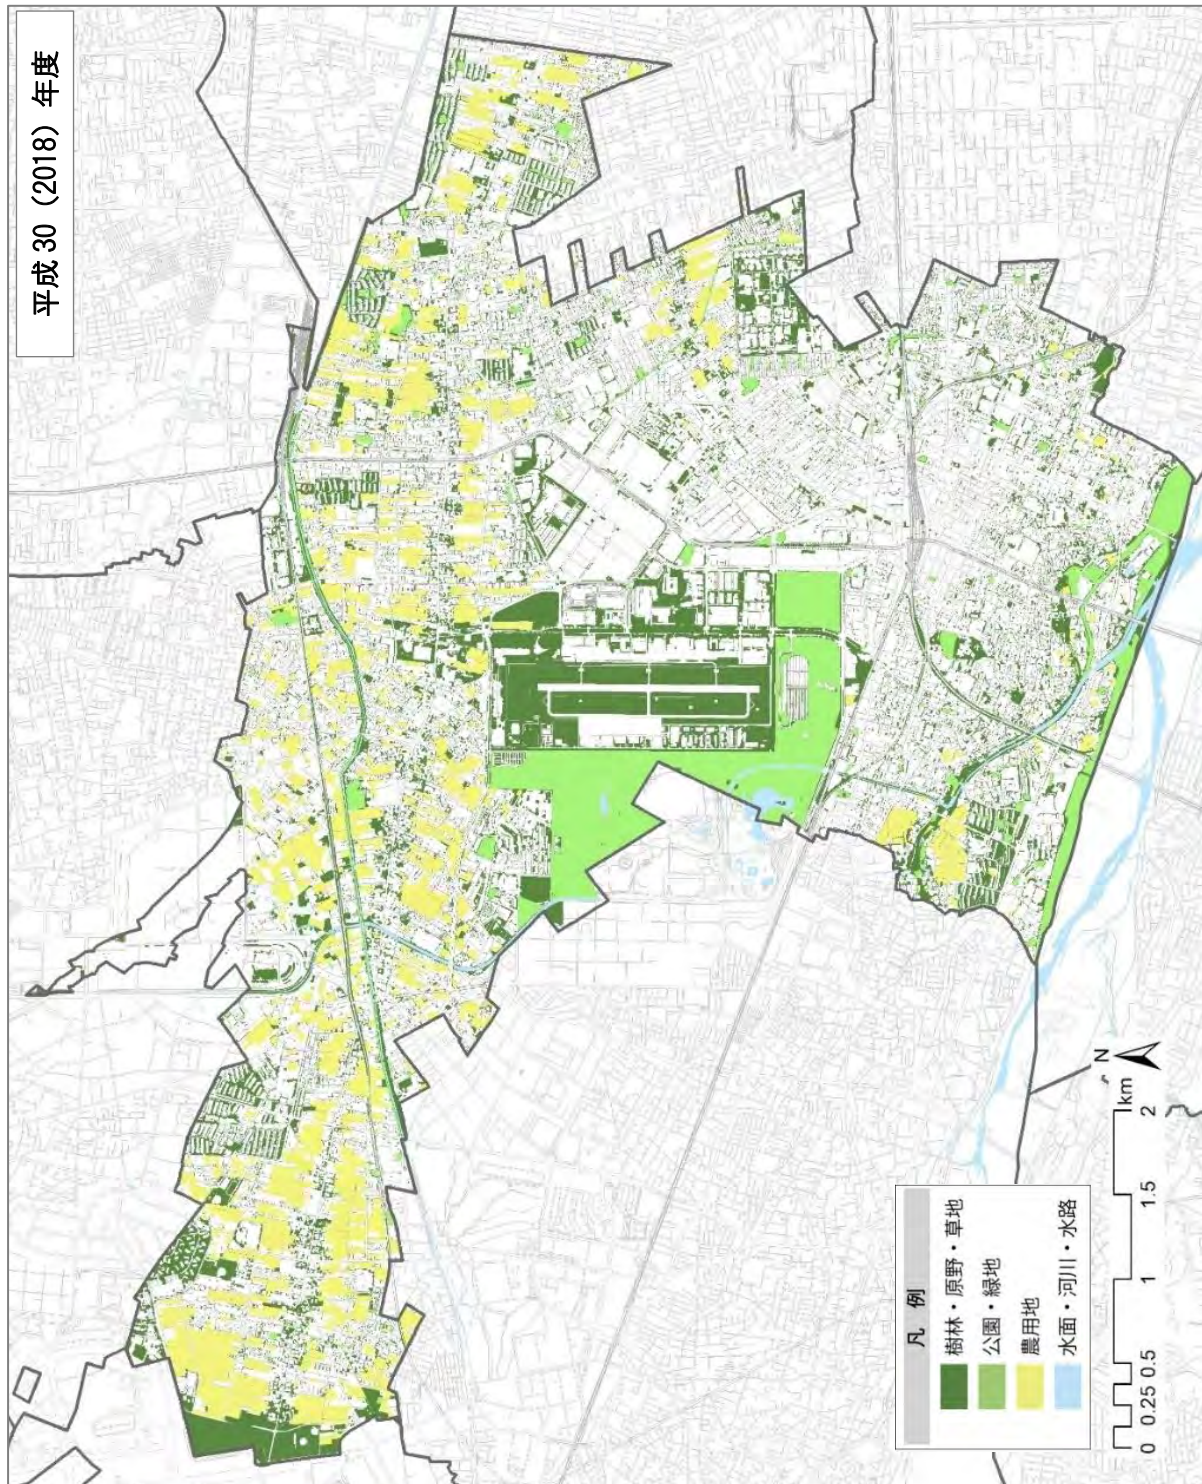 平成 30（2018）年度
凡 例
樹林・原野・草地
公園・緑地
農用地
水面・河川・水路
N
0 0.25 0.5 1 1.5 2
km